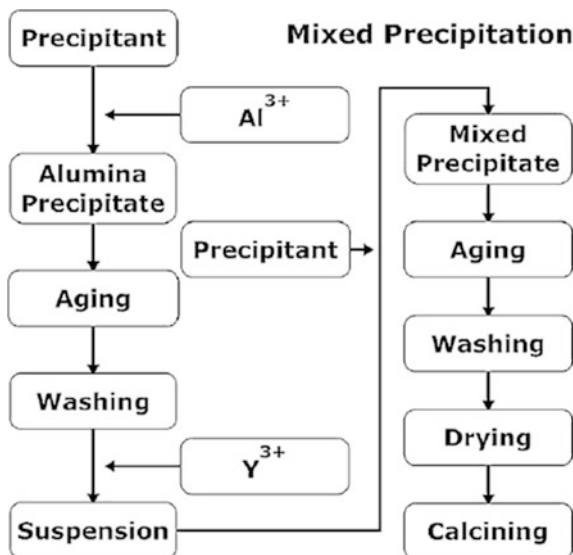 Mixed Precipitation
Precipitant
Al3+
Alumina
Precipitate
Aging
Washing
Y3+
Suspension
Precipitant
Mixed
Precipitate
Aging
Washing
Drying
Calcining